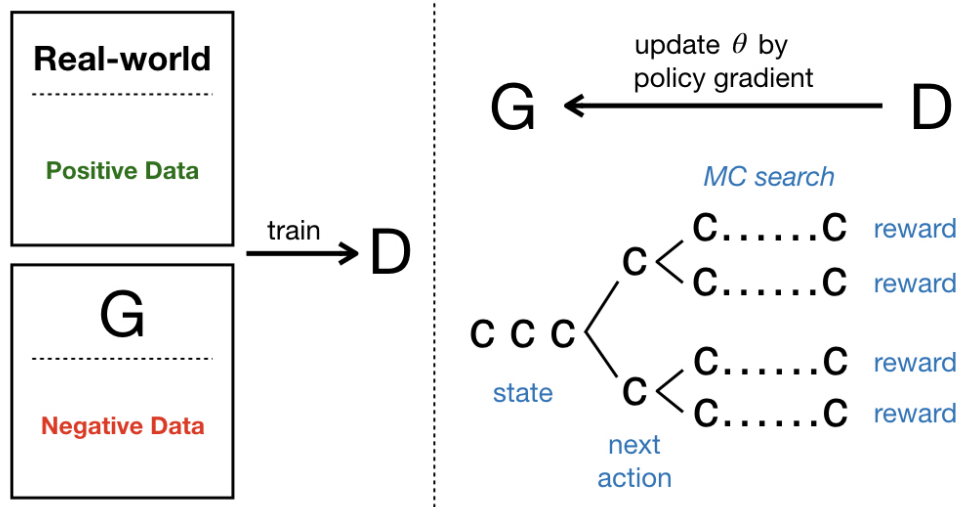 Real-world
Positive Data
G
Negative Data
train
D
update θ by
policy gradient
G
D
MC search
c......c reward
c
c......c reward
c c c
state
c......c reward
c
c......c reward
next
action